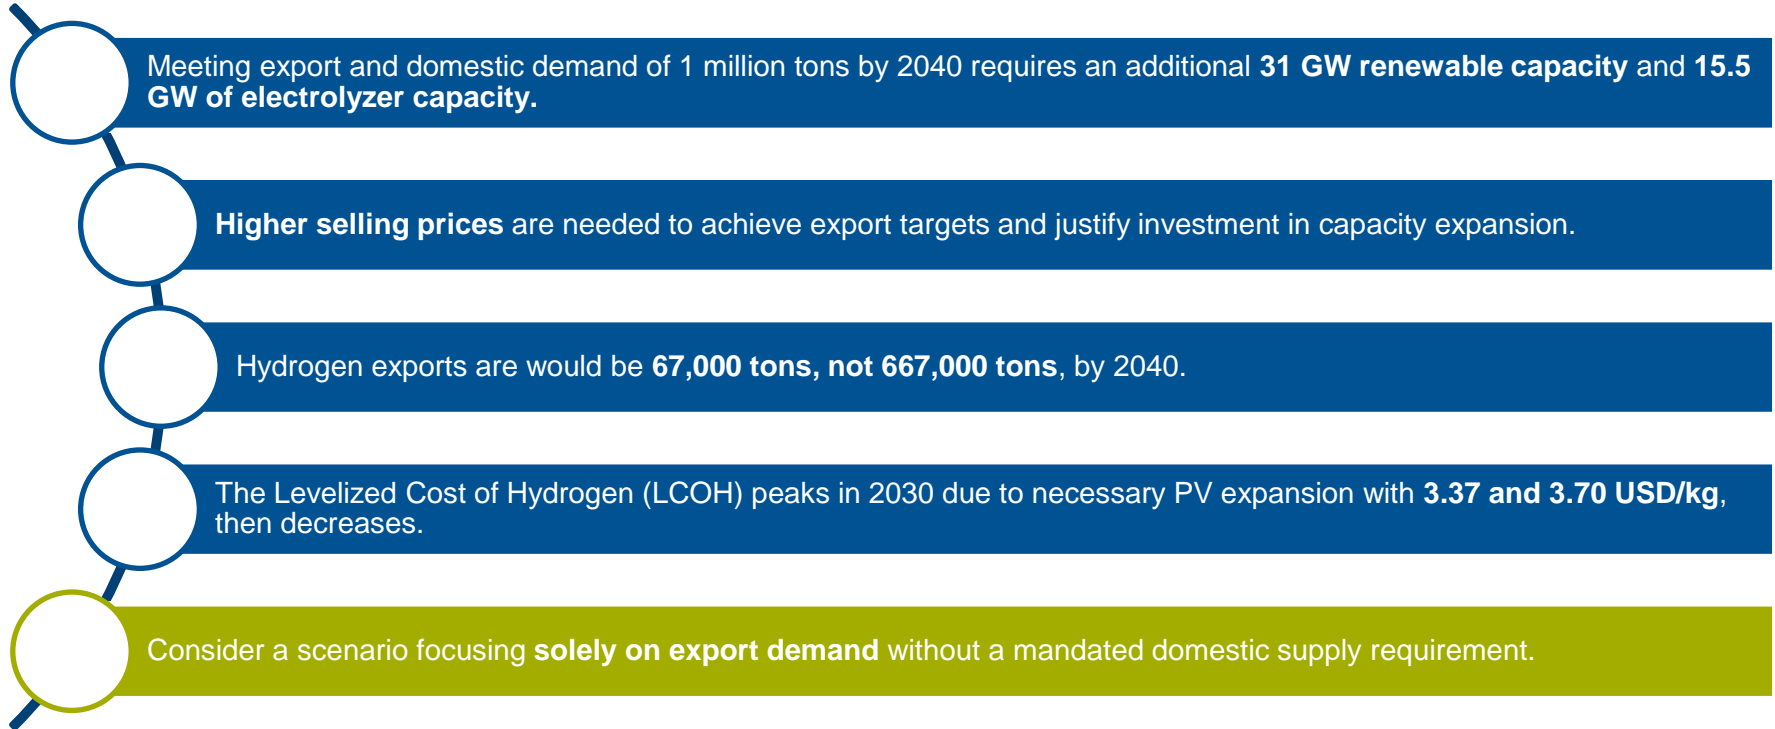 Meeting export and domestic demand of 1 million tons by 2040 requires an additional 31 GW renewable capacity and 15.5
GW of electrolyzer capacity.
Higher selling prices are needed to achieve export targets and justify investment in capacity expansion.
Hydrogen exports are would be 67,000 tons, not 667,000 tons, by 2040.
The Levelized Cost of Hydrogen (LCOH) peaks in 2030 due to necessary PV expansion with 3.37 and 3.70 USD/kg,
then decreases.
Consider a scenario focusing solely on export demand without a mandated domestic supply requirement.